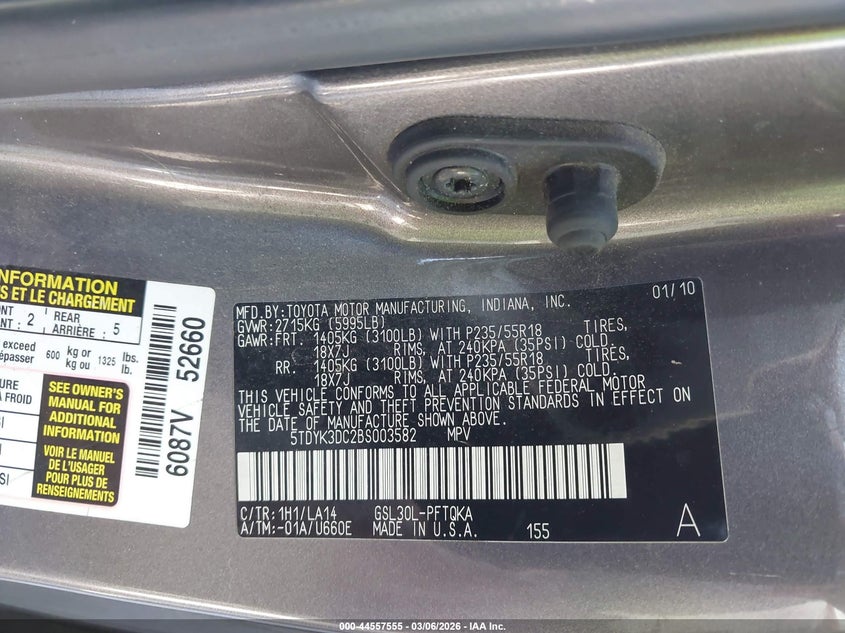 INFORMATION
S ET LE CHARGEMENT
2 REAR
ARRIÈRE : 5
exceed 600 kg or 1325 lbs.
kg ou lb.
À FROID
SEE OWNER'S
MANUAL FOR
ADDITIONAL
INFORMATION
VOIR LE MANUEL
DE L'USAGER
POUR PLUS DE
RENSEIGNEMENTS
6087V 52660
MFD.BY:TOYOTA MOTOR MANUFACTURING, INDIANA, INC. 01/10
GVWR:2715KG (5995LB)
GAWR:FRT. 1405KG (3100LB) WITH P235/55R18 TIRES,
18X7J RIMS, AT 240KPA (35PSI) COLD.
RR: 1405KG (3100LB) WITH P235/55R18 TIRES,
18X7J RIMS, AT 240KPA (35PSI) COLD.
THIS VEHICLE CONFORMS TO ALL APPLICABLE FEDERAL MOTOR
VEHICLE SAFETY AND THEFT PREVENTION STANDARDS IN EFFECT ON
THE DATE OF MANUFACTURE SHOWN ABOVE.
5TDYK3DC2BS003582 MPV
C/TR:1H1/LA14 GSL30L-PFTQKA
A/TM:-01A/U660E MADE IN U.S.A. 155 A
000-44557555 — 03/06/2026 — IAA Inc.